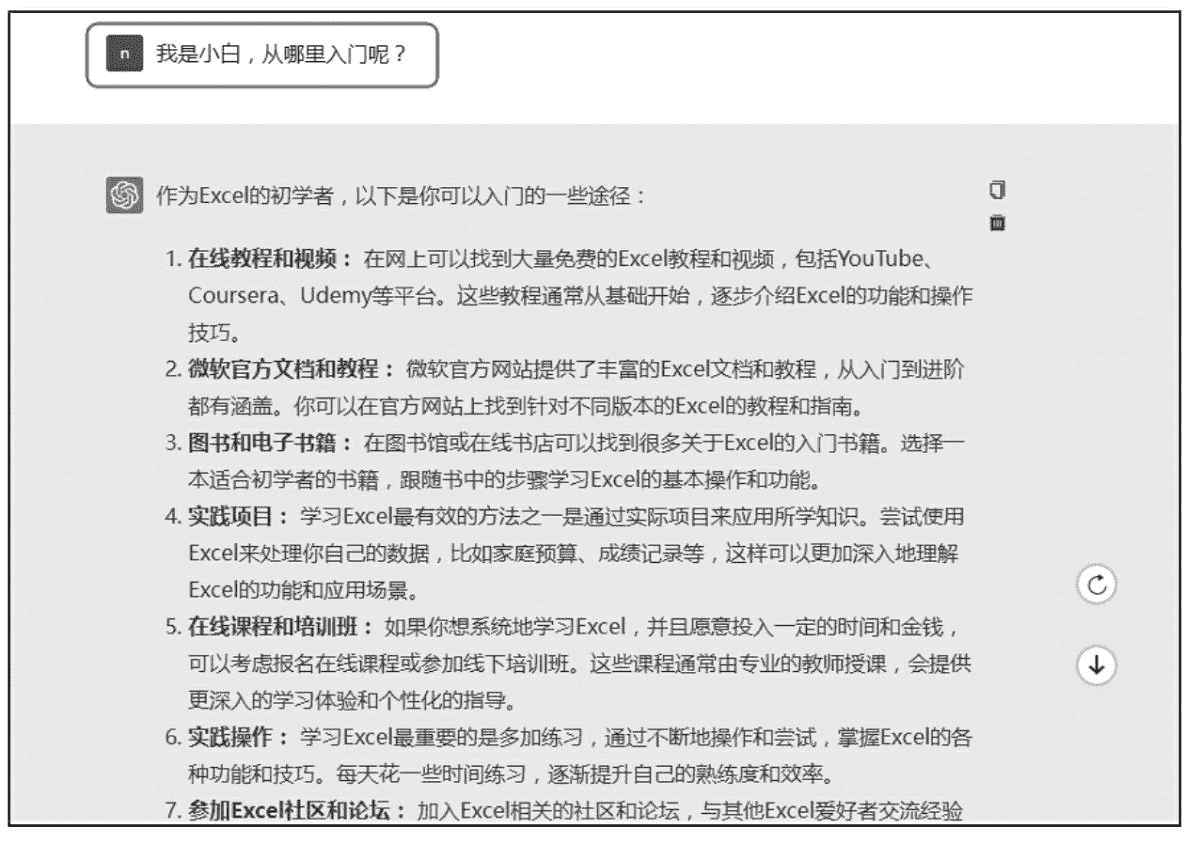 n 我是小白，从哪里入门呢？
作为Excel的初学者，以下是你可以入门的一些途径：
1. 在线教程和视频： 在网上可以找到大量免费的Excel教程和视频，包括YouTube、
Coursera、Udemy等平台。这些教程通常从基础开始，逐步介绍Excel的功能和操作
技巧。
2. 微软官方文档和教程： 微软官方网站提供了丰富的Excel文档和教程，从入门到进阶
都有涵盖。你可以在官方网站上找到针对不同版本的Excel的教程和指南。
3. 图书和电子书籍： 在图书馆或在线书店可以找到很多关于Excel的入门书籍。选择一
本适合初学者的书籍，跟随书中的步骤学习Excel的基本操作和功能。
4. 实践项目： 学习Excel最有效的方法之一是通过实际项目来应用所学知识。尝试使用
Excel来处理你自己的数据，比如家庭预算、成绩记录等，这样可以更加深入地理解
Excel的功能和应用场景。
5. 在线课程和培训班： 如果你想系统地学习Excel，并且愿意投入一定的时间和金钱，
可以考虑报名在线课程或参加线下培训班。这些课程通常由专业的教师授课，会提供
更深入的学习体验和个性化的指导。
6. 实践操作： 学习Excel最重要的是多加练习，通过不断地操作和尝试，掌握Excel的各
种功能和技巧。每天花一些时间练习，逐渐提升自己的熟练度和效率。
7. 参加Excel社区和论坛： 加入Excel相关的社区和论坛，与其他Excel爱好者交流经验